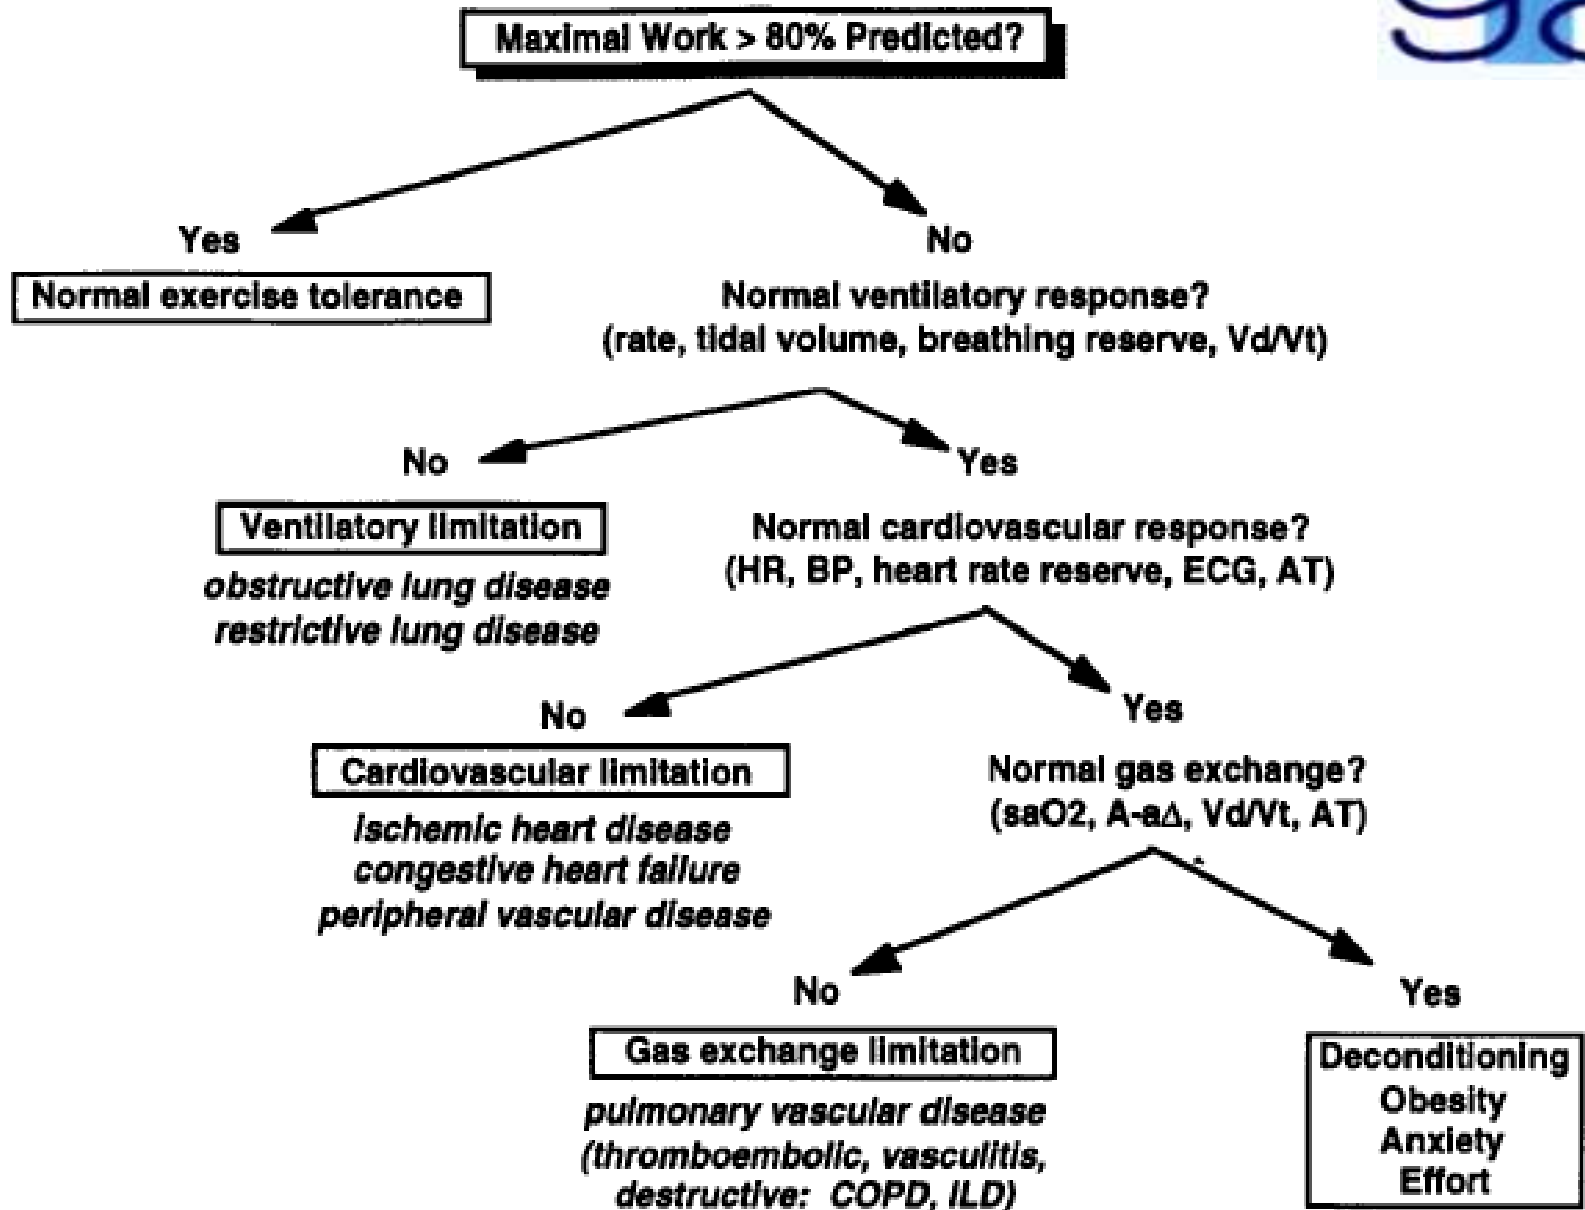 Maximal Work > 80% Predicted?
Yes
No
Normal exercise tolerance
Normal ventilatory response?
(rate, tidal volume, breathing reserve, Vd/Vt)
No
Yes
Ventilatory limitation
obstructive lung disease
restrictive lung disease
Normal cardiovascular response?
(HR, BP, heart rate reserve, ECG, AT)
No
Yes
Cardiovascular limitation
ischemic heart disease
congestive heart failure
peripheral vascular disease
Normal gas exchange?
(saO2, A-a∆, Vd/Vt, AT)
No
Yes
Gas exchange limitation
pulmonary vascular disease
(thromboembolic, vasculitis,
destructive: COPD, ILD)
Deconditioning
Obesity
Anxiety
Effort